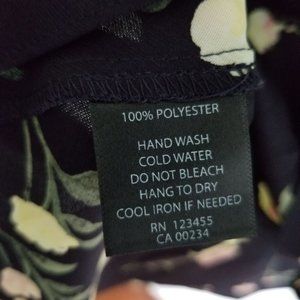 100% POLYESTER
HAND WASH
COLD WATER
DO NOT BLEACH
HANG TO DRY
COOL IRON IF NEEDED
RN 123455
CA 00234